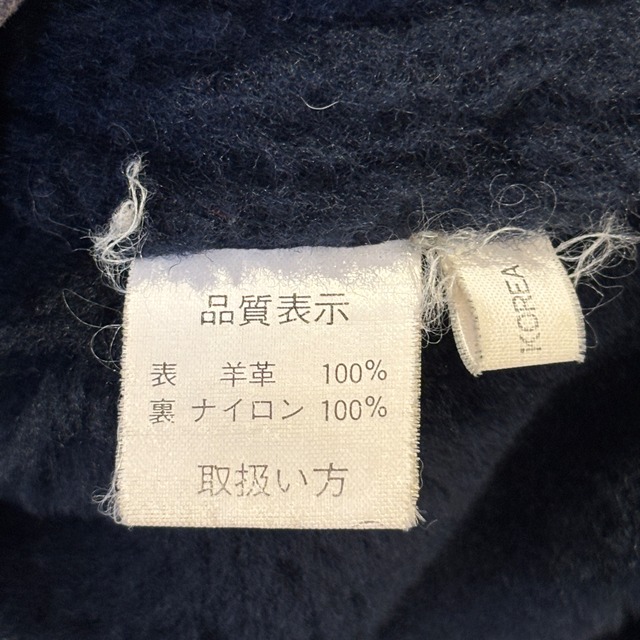 品質表示
表 羊革 100%
裏 ナイロン 100%
取扱い方
KOREA